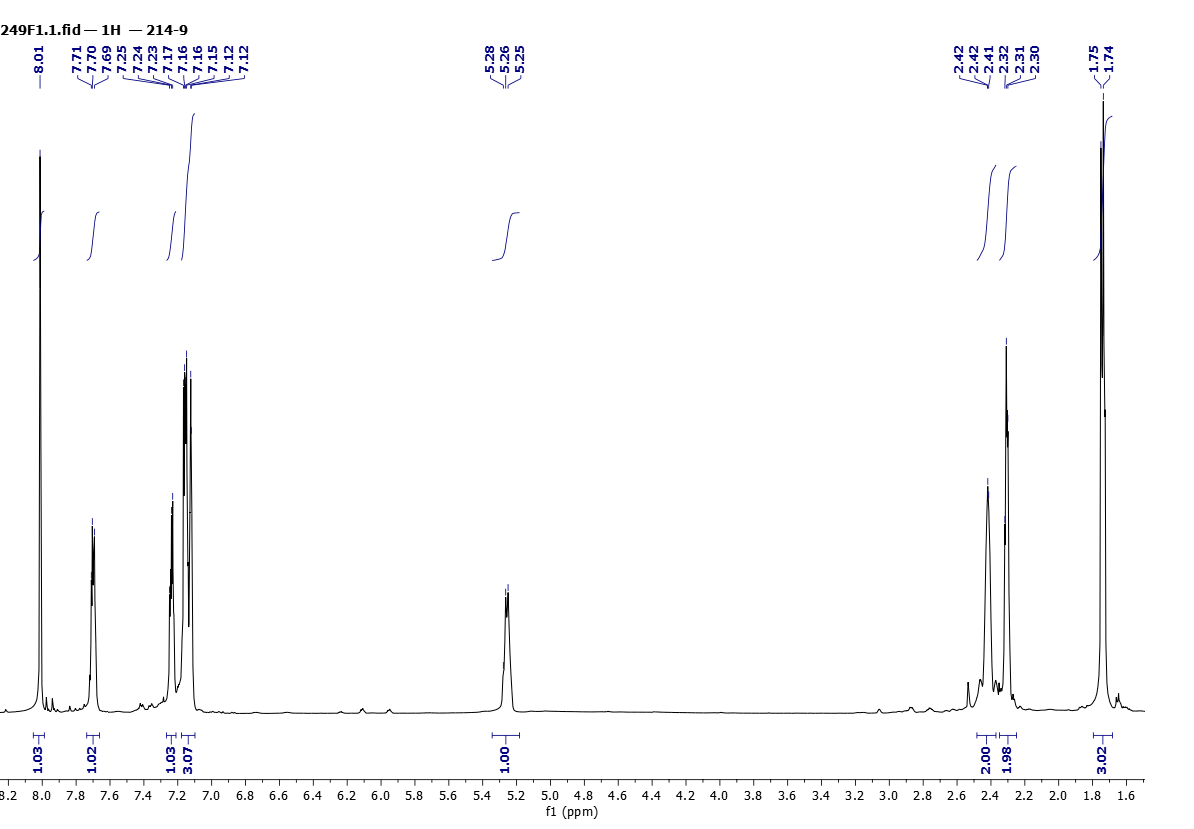 249F1.1.fid — 1H — 214-9
8.01 7.71 7.70 7.69 7.25 7.24 7.23 7.17 7.16 7.16 7.15 7.12 7.12 5.28 5.26 5.25 2.42 2.42 2.41 2.32 2.31 2.30 1.75 1.74
1.03 1.02 1.03 3.07 1.00 2.00 1.98 3.02
8.2 8.0 7.8 7.6 7.4 7.2 7.0 6.8 6.6 6.4 6.2 6.0 5.8 5.6 5.4 5.2 5.0 4.8 4.6 4.4 4.2 4.0 3.8 3.6 3.4 3.2 3.0 2.8 2.6 2.4 2.2 2.0 1.8 1.6
f1 (ppm)